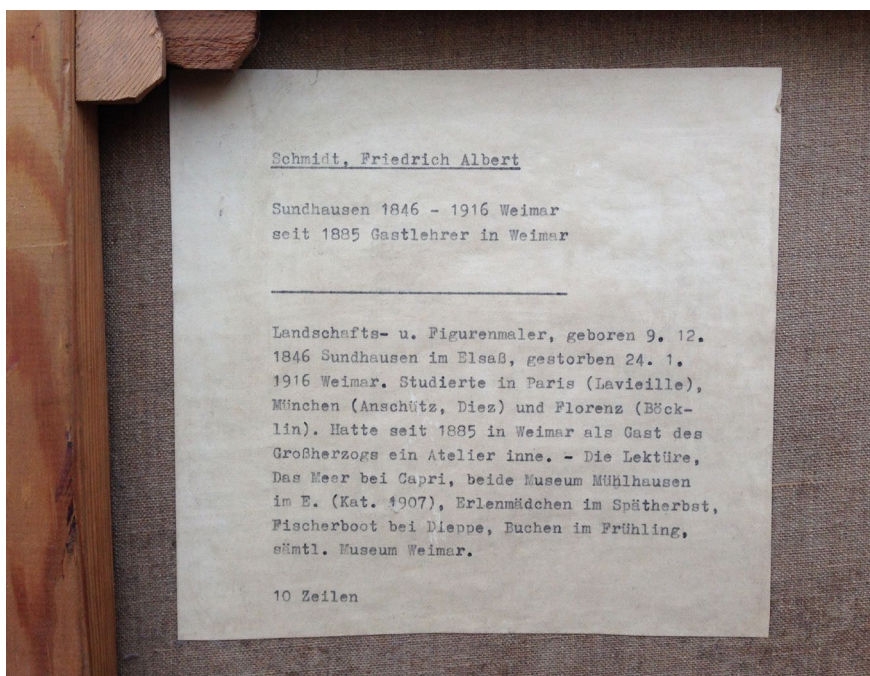 Schmidt, Friedrich Albert
Sundhausen 1846 - 1916 Weimar
seit 1885 Gastlehrer in Weimar
Landschafts- u. Figurenmaler, geboren 9. 12.
1846 Sundhausen im Elsaß, gestorben 24. 1.
1916 Weimar. Studierte in Paris (Lavieille),
München (Anschütz, Diez) und Florenz (Böck-
lin). Hatte seit 1885 in Weimar als Gast des
Großherzogs ein Atelier inne. - Die Lektüre,
Das Meer bei Capri, beide Museum Mühlhausen
im E. (Kat. 1907), Erlenmädchen im Spätherbst,
Fischerboot bei Dieppe, Buchen im Frühling,
sämtl. Museum Weimar.
10 Zeilen